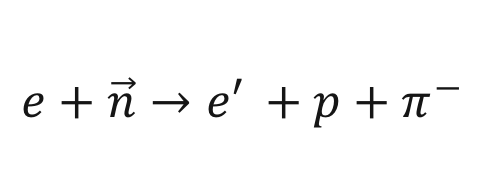 e + n⃗ → e′ + p + π⁻